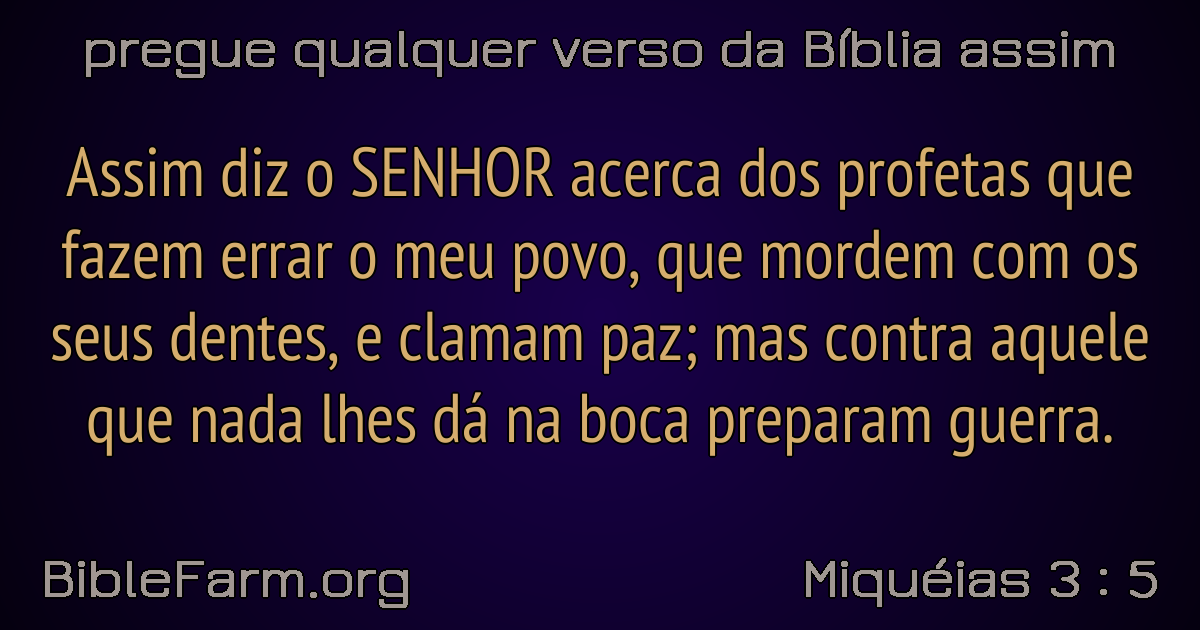 pregue qualquer verso da Bíblia assim
Assim diz o SENHOR acerca dos profetas que
fazem errar o meu povo, que mordem com os
seus dentes, e clamam paz; mas contra aquele
que nada lhes dá na boca preparam guerra.
BibleFarm.org
Miquéias 3 : 5